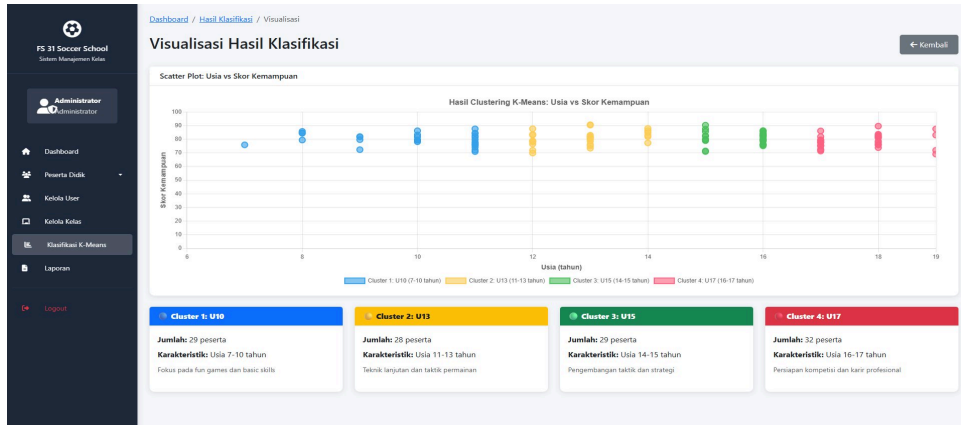 FS 31 Soccer School
Sistem Manajemen Kelas
Administrator
Administrator
Dashboard
Peserta Didik
Kelola User
Kelola Kelas
Klasifikasi K-Means
Laporan
Logout
Dashboard / Hasil Klasifikasi / Visualisasi
Visualisasi Hasil Klasifikasi
← Kembali
Scatter Plot: Usia vs Skor Kemampuan
Hasil Clustering K-Means: Usia vs Skor Kemampuan
Skor Kemampuan
100
90
80
70
60
50
40
30
20
10
0
6 8 10 12 14 16 18 19
Usia (tahun)
Cluster 1: U10 (7-10 tahun) Cluster 2: U13 (11-13 tahun) Cluster 3: U15 (14-15 tahun) Cluster 4: U17 (16-17 tahun)
Cluster 1: U10
Jumlah: 29 peserta
Karakteristik: Usia 7-10 tahun
Fokus pada fun games dan basic skills
Cluster 2: U13
Jumlah: 28 peserta
Karakteristik: Usia 11-13 tahun
Teknik lanjutan dan taktik permainan
Cluster 3: U15
Jumlah: 29 peserta
Karakteristik: Usia 14-15 tahun
Pengembangan taktik dan strategi
Cluster 4: U17
Jumlah: 32 peserta
Karakteristik: Usia 16-17 tahun
Persiapan kompetisi dan karir profesional